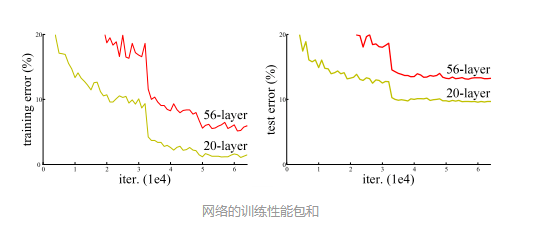 20
10
0
training error (%)
56-layer
20-layer
0 1 2 3 4 5 6
iter. (1e4)
20
10
0
test error (%)
56-layer
20-layer
0 1 2 3 4 5 6
iter. (1e4)
网络的训练性能包和